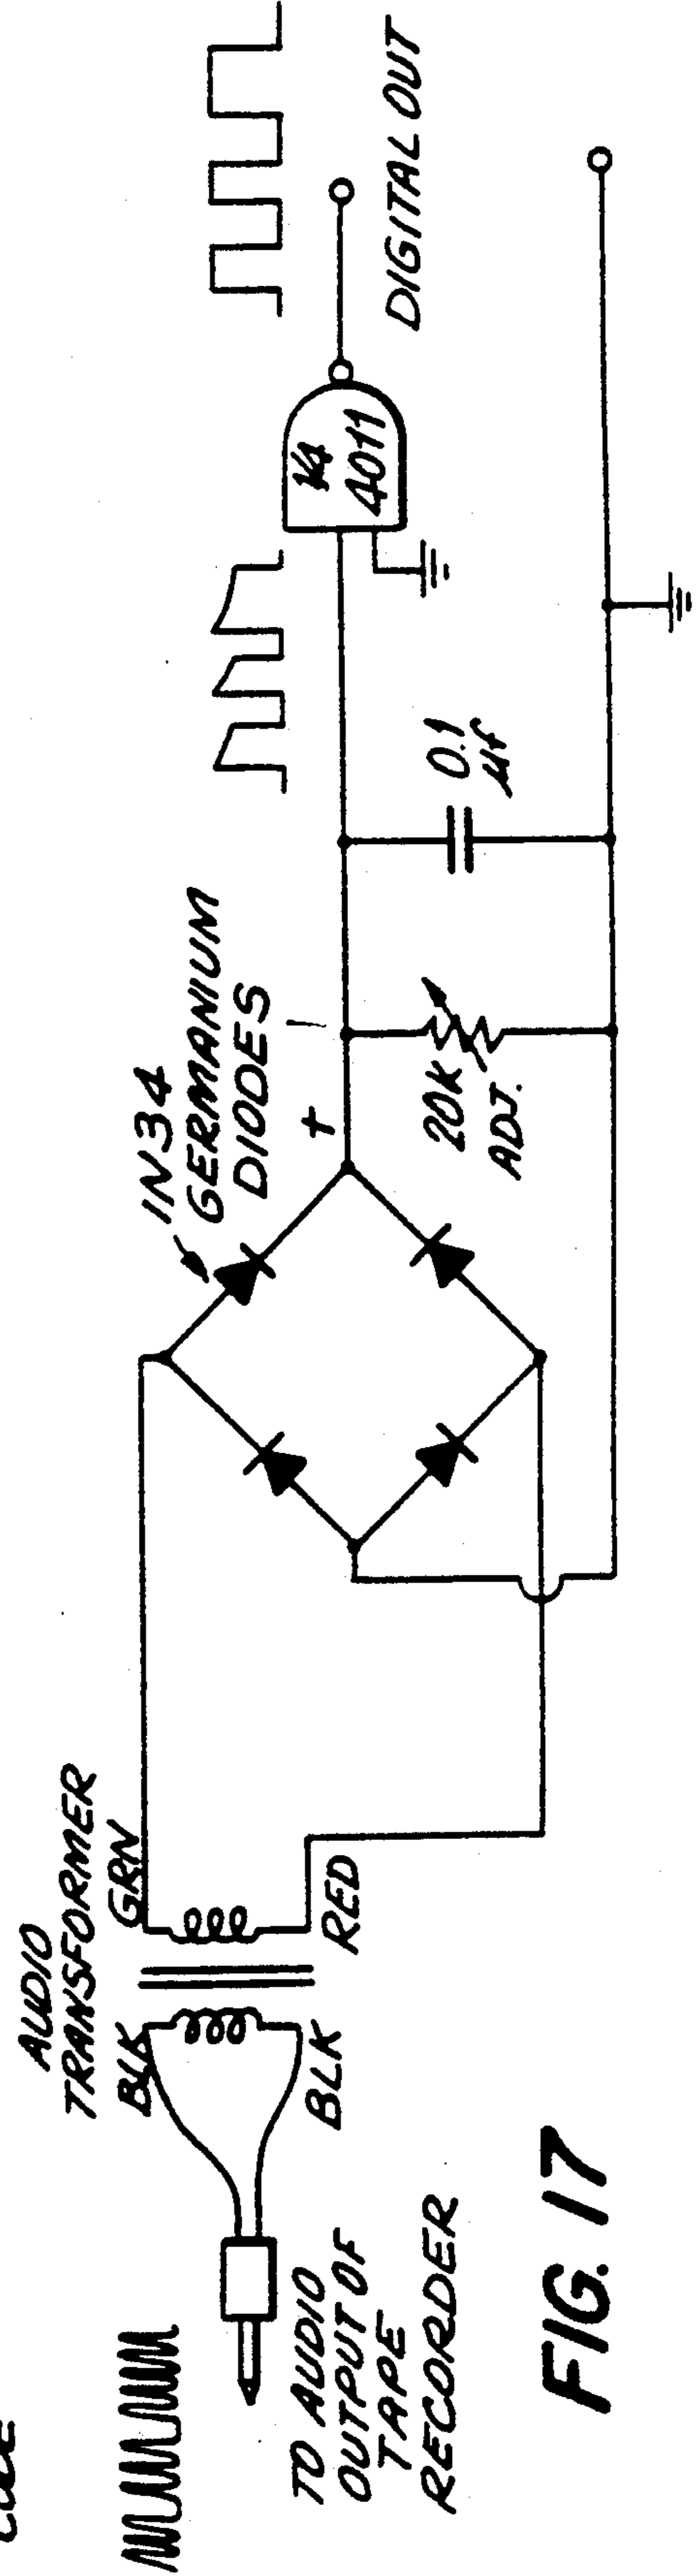 CODE
TO AUDIO
OUTPUT OF
TAPE
RECORDER
AUDIO
TRANSFORMER
BLK
BLK
GRN
RED
1N34
GERMANIUM
DIODES
+
20K
ADJ.
0.1
μf
1/4
4011
DIGITAL OUT
FIG. 17